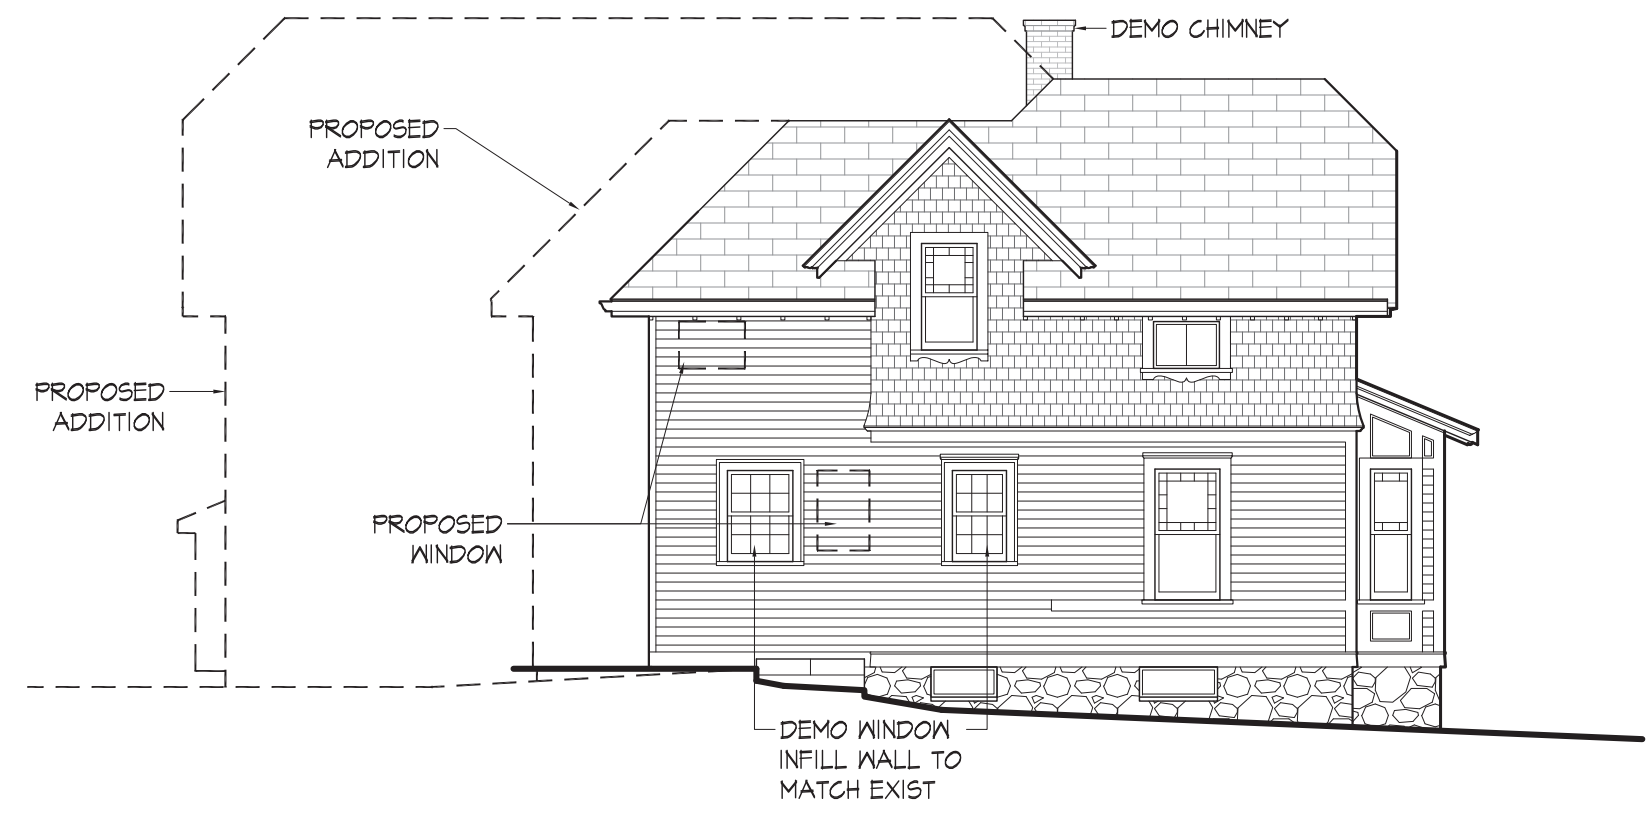 DEMO CHIMNEY
PROPOSED
ADDITION
PROPOSED
ADDITION
PROPOSED
WINDOW
DEMO WINDOW
INFILL WALL TO
MATCH EXIST